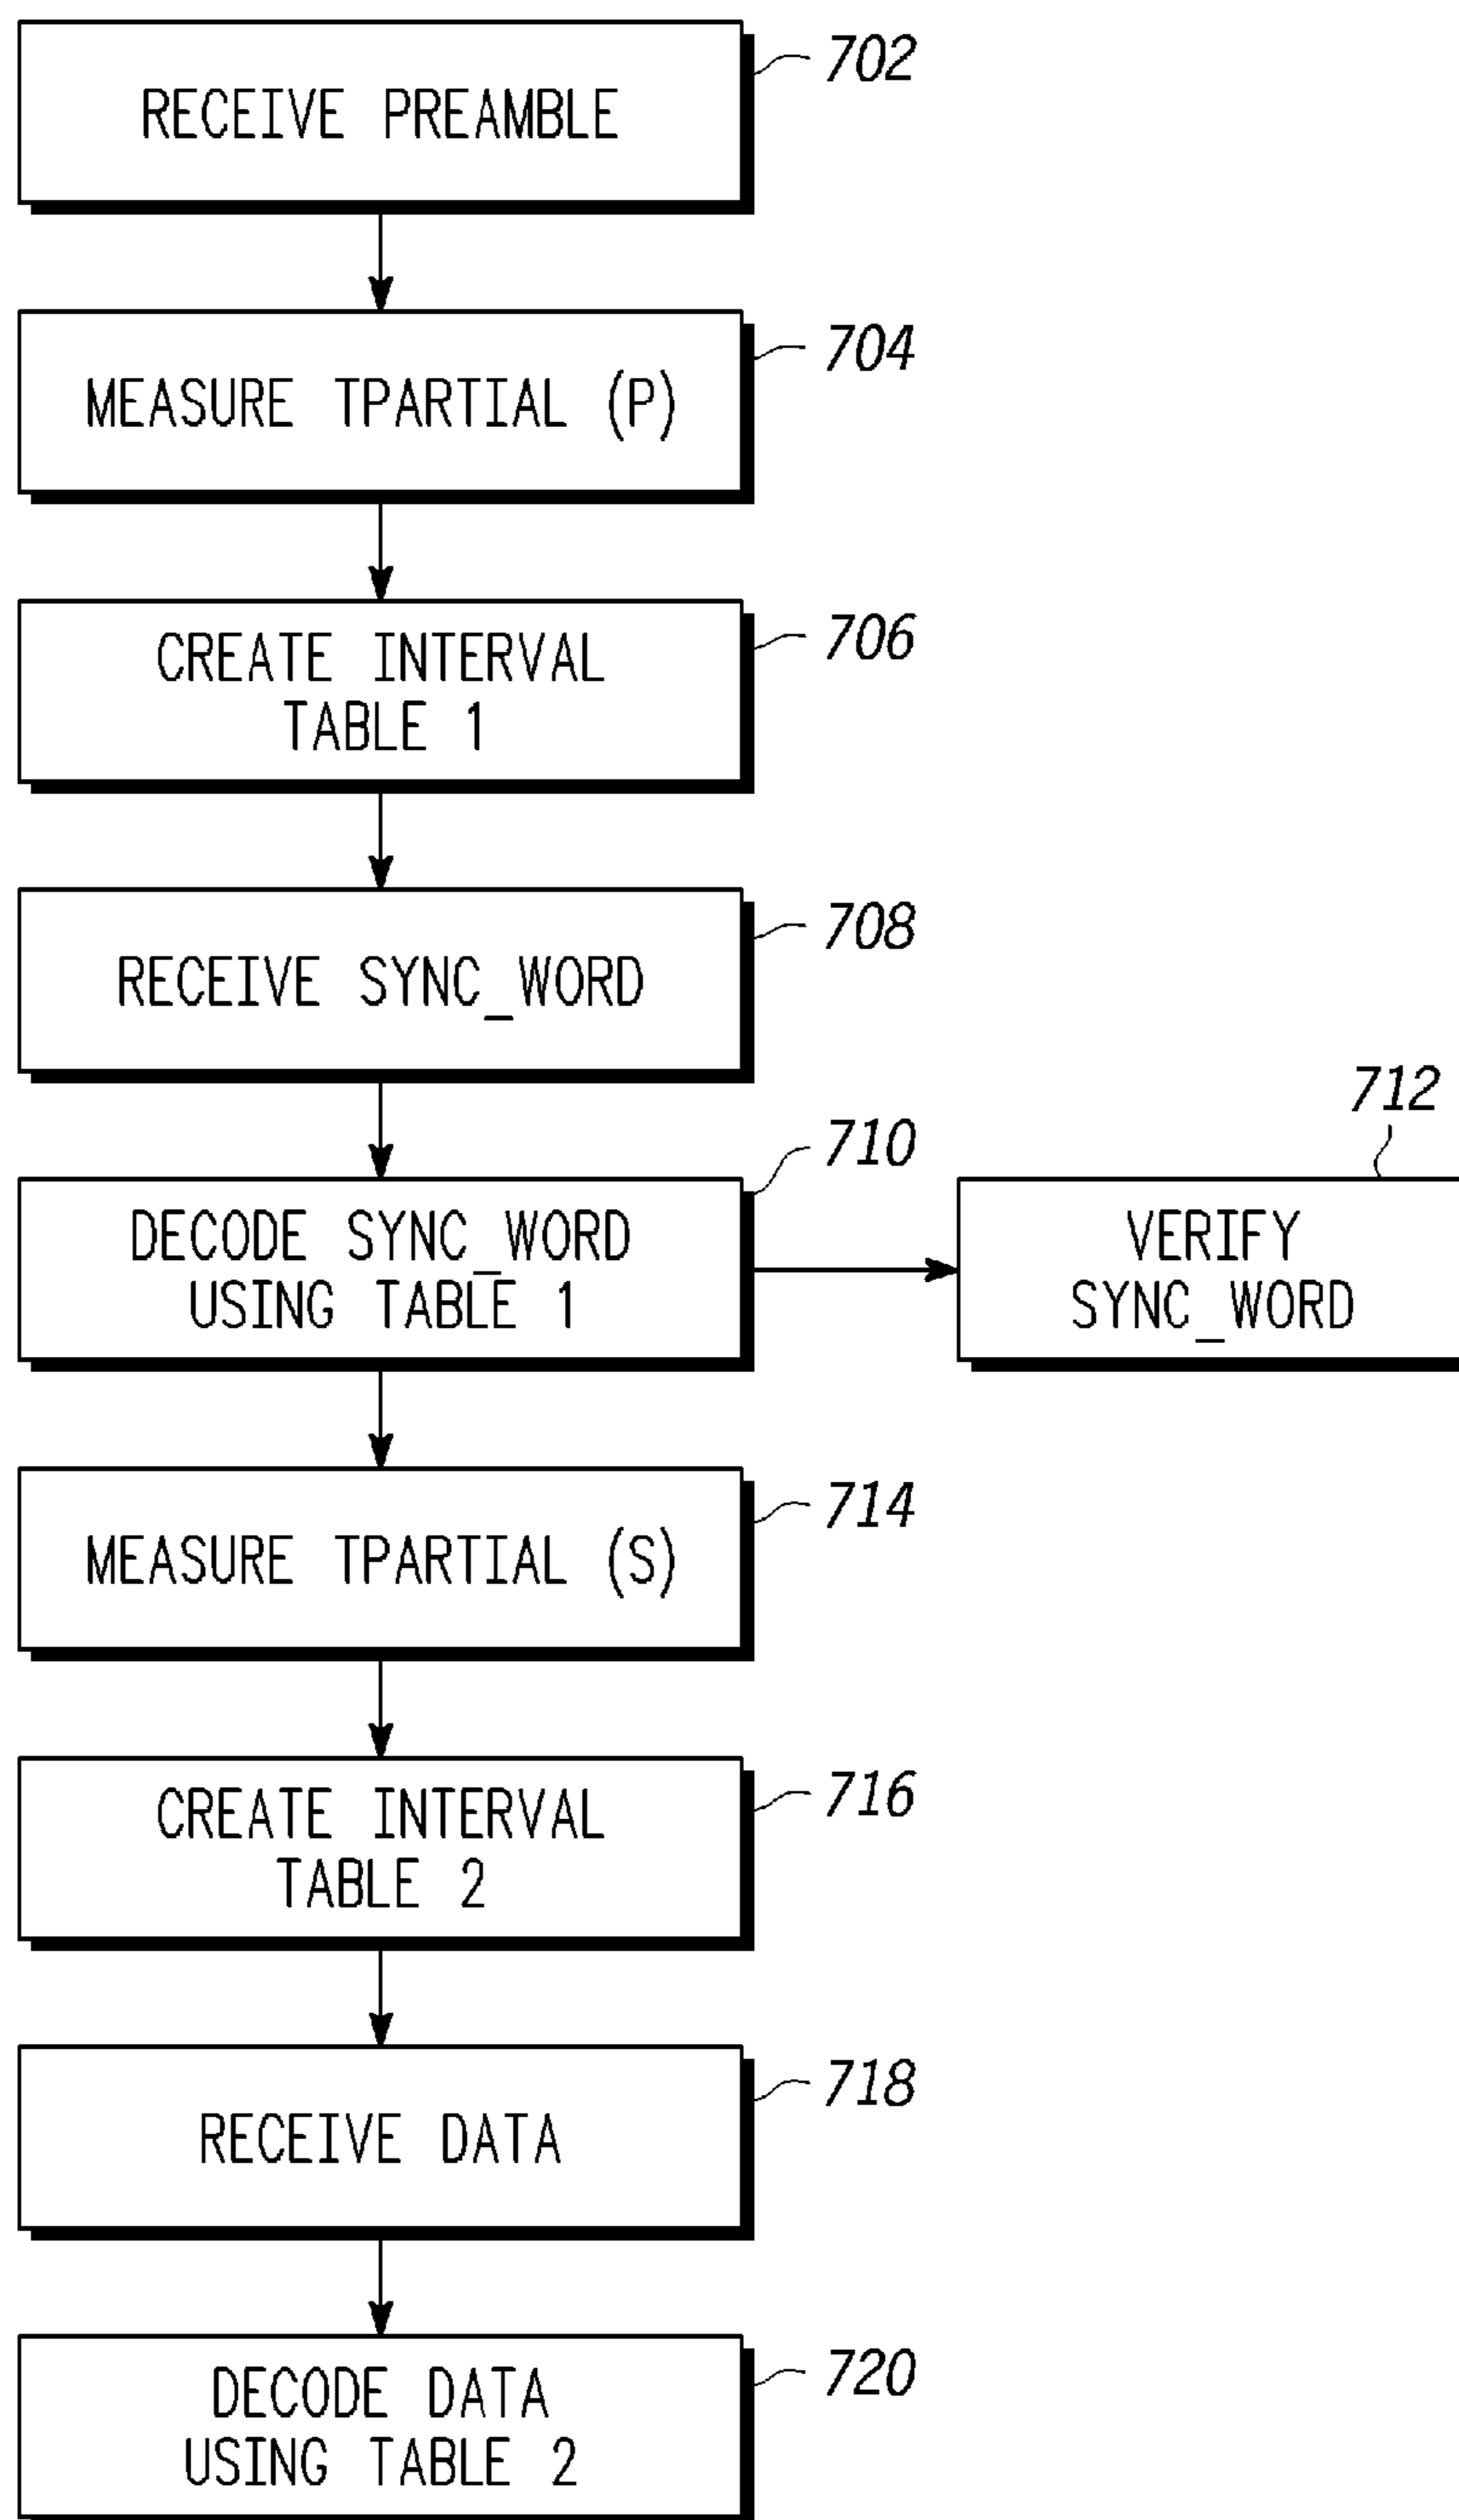 702
RECEIVE PREAMBLE
704
MEASURE TPARTIAL (P)
706
CREATE INTERVAL
TABLE 1
708
RECEIVE SYNC_WORD
710
DECODE SYNC_WORD
USING TABLE 1
712
VERIFY
SYNC_WORD
714
MEASURE TPARTIAL (S)
716
CREATE INTERVAL
TABLE 2
718
RECEIVE DATA
720
DECODE DATA
USING TABLE 2